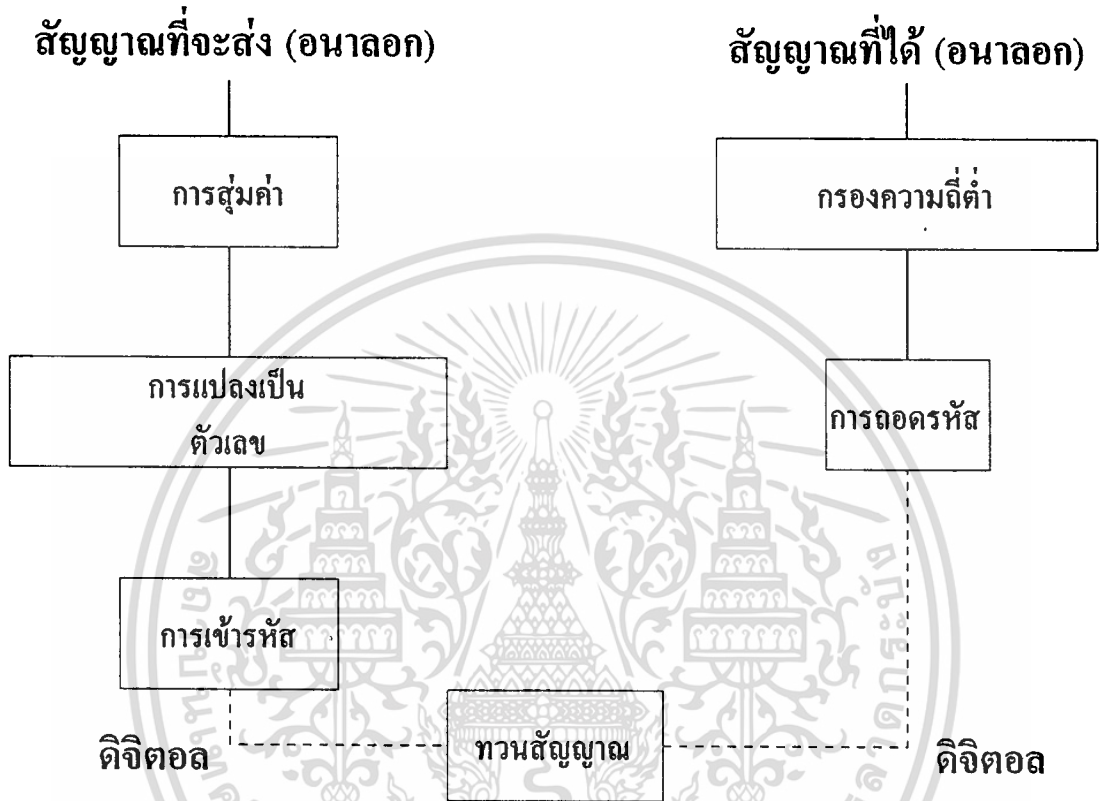 สัญญาณที่จะส่ง (อนาลอก)
สัญญาณที่ได้ (อนาลอก)
การสุ่มค่า
กรองความถี่ต่ำ
การแปลงเป็น
ตัวเลข
การถอดรหัส
การเข้ารหัส
ดิจิตอล
ทวนสัญญาณ
ดิจิตอล